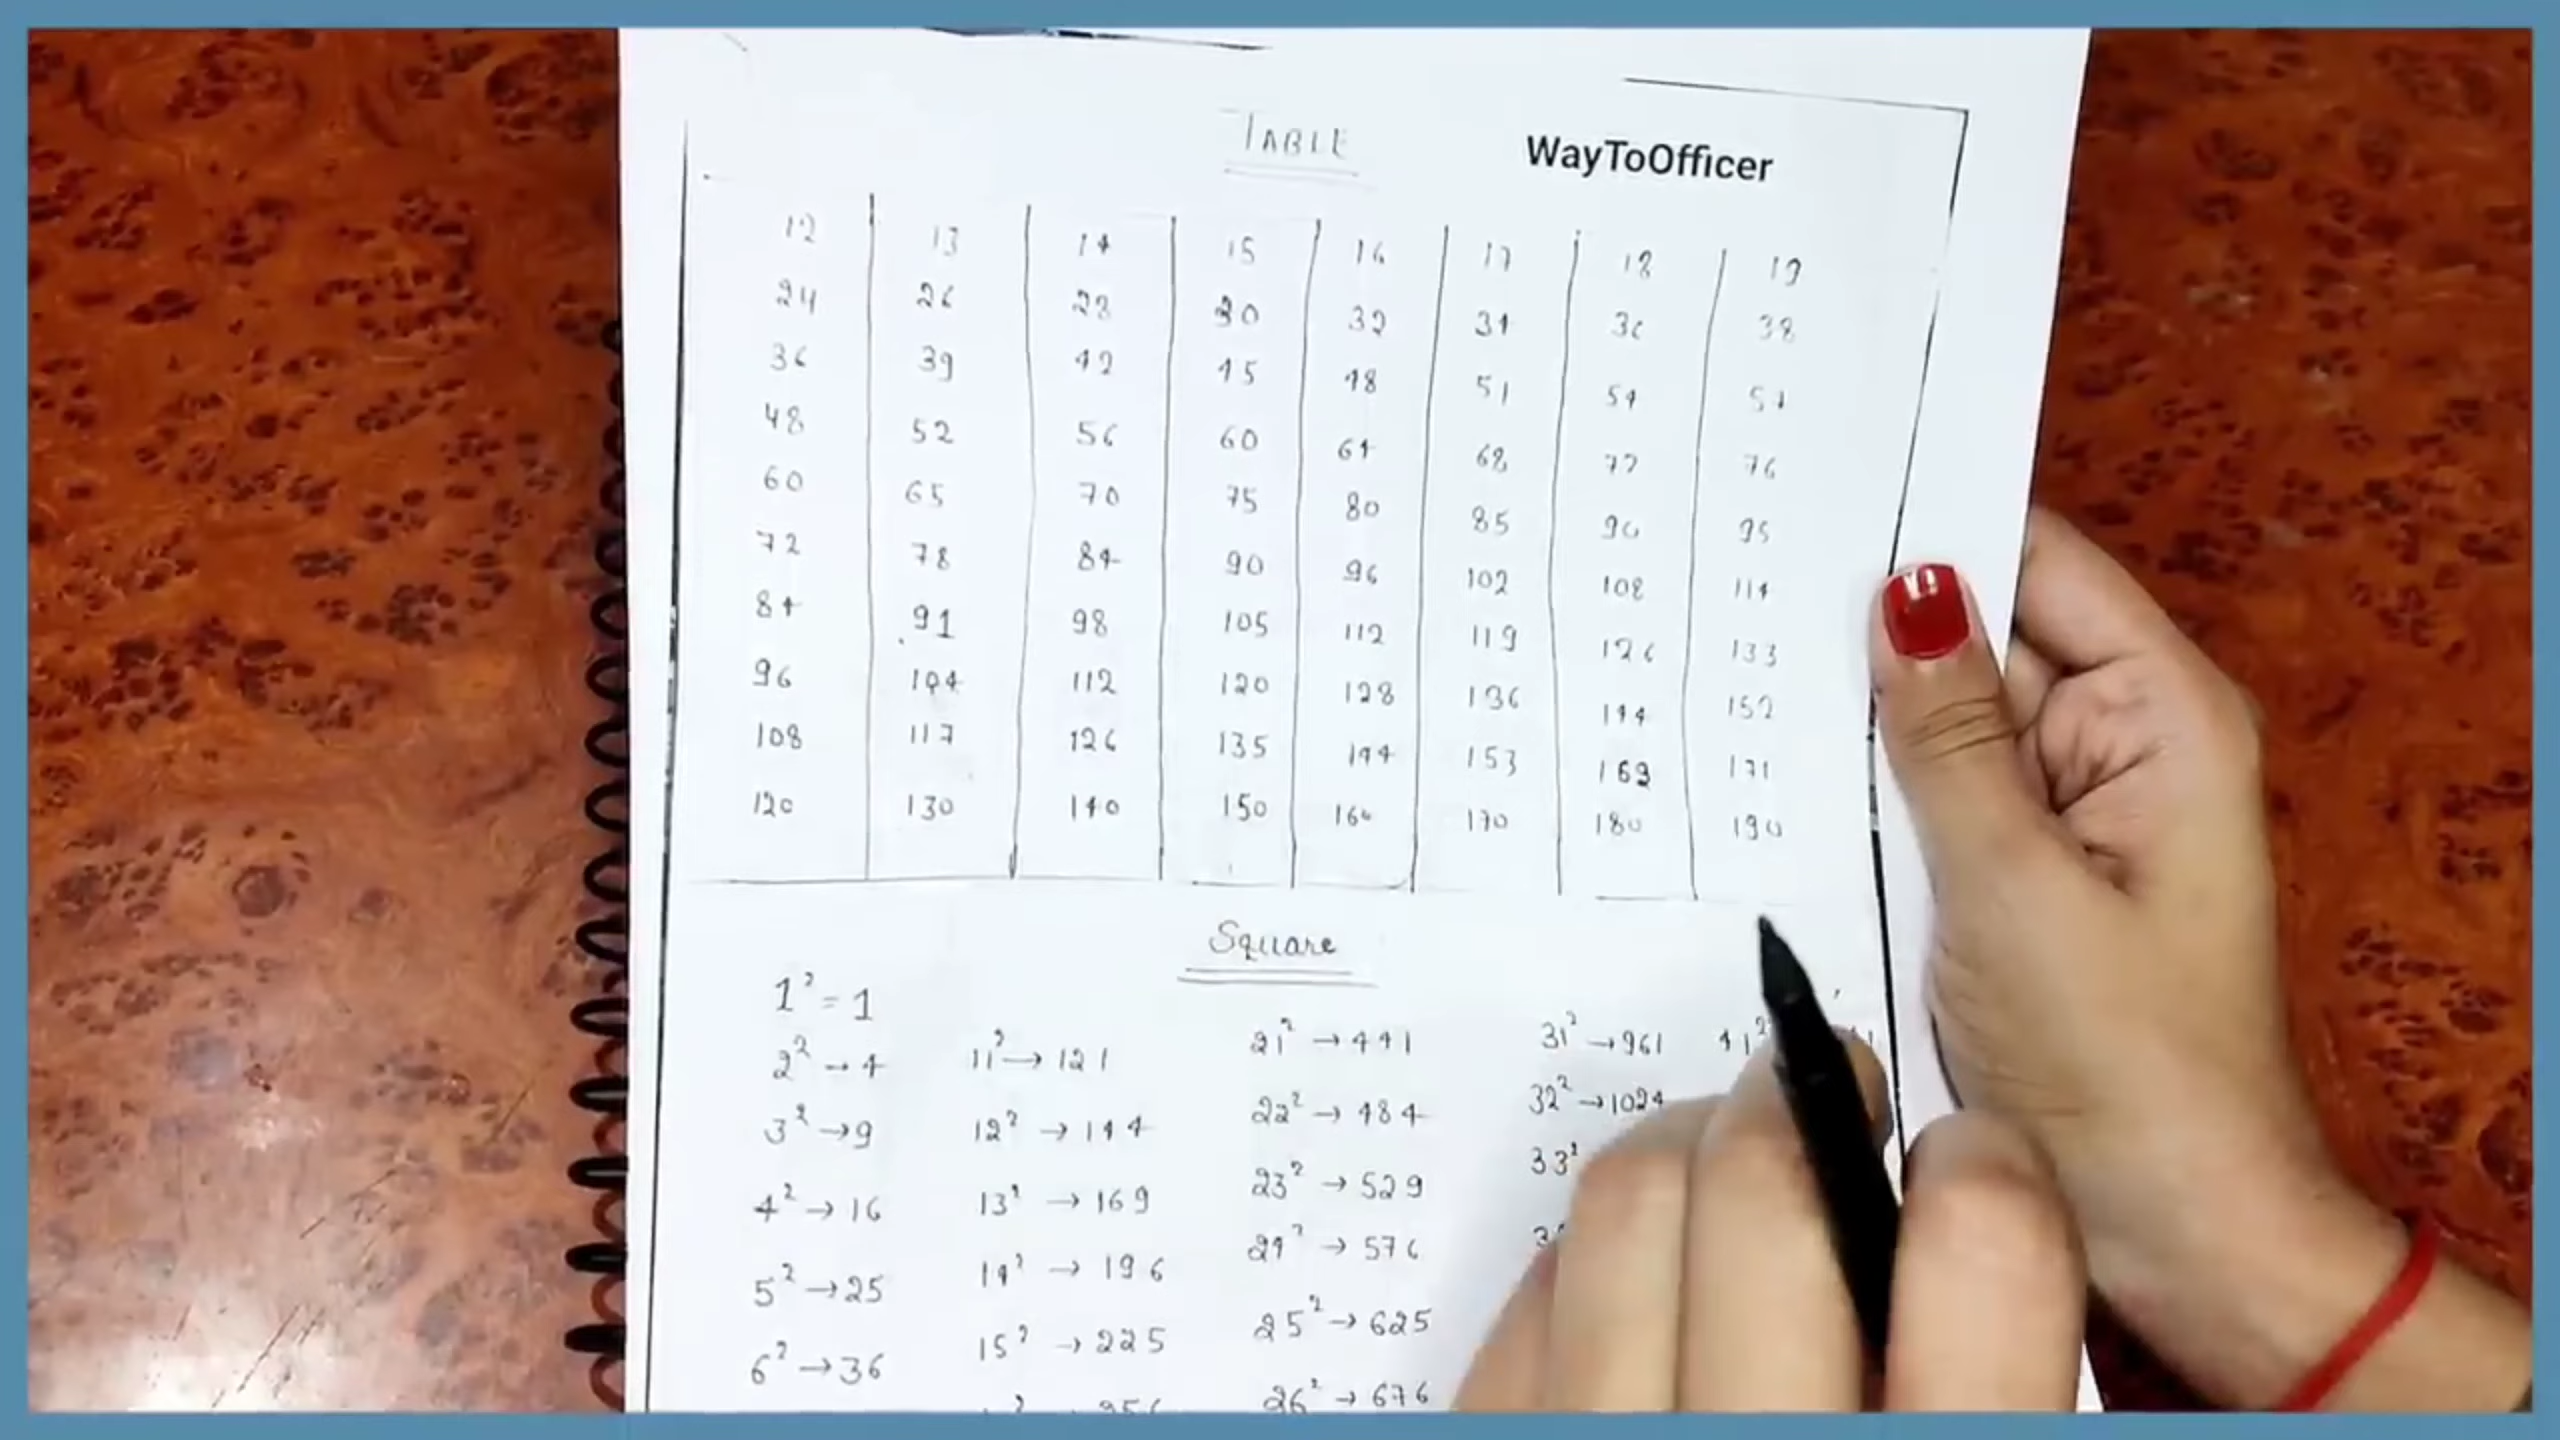 TABLE
WayToOfficer
12 13 14 15 16 17 18 19
24 26 28 30 32 34 36 38
36 39 42 45 48 51 54 57
48 52 56 60 64 68 72 76
60 65 70 75 80 85 90 95
72 78 84 90 96 102 108 114
84 91 98 105 112 119 126 133
96 104 112 120 128 136 144 152
108 117 126 135 144 153 162 171
120 130 140 150 160 170 180 190
Square
1² = 1
2² → 4 11² → 121 21² → 441 31² → 961 41²
3² → 9 12² → 144 22² → 484 32² → 1024
4² → 16 13² → 169 23² → 529 33²
5² → 25 14² → 196 24² → 576
6² → 36 15² → 225 25² → 625
26² → 676